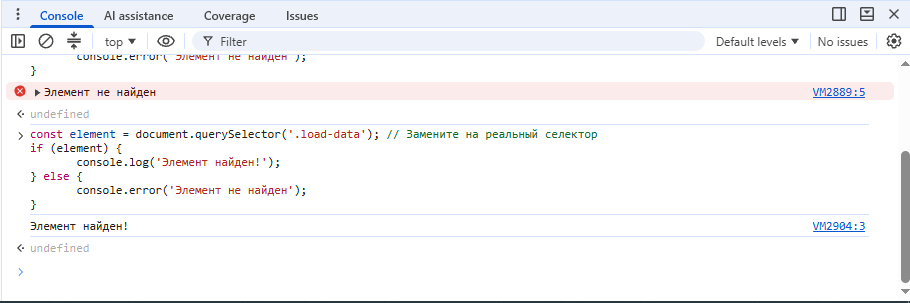 Console AI assistance Coverage Issues
top Filter Default levels No issues
console.error('Элемент не найден');
}
Элемент не найден VM2889:5
undefined
const element = document.querySelector('.load-data'); // Замените на реальный селектор
if (element) {
console.log('Элемент найден!');
} else {
console.error('Элемент не найден');
}
Элемент найден! VM2904:3
undefined